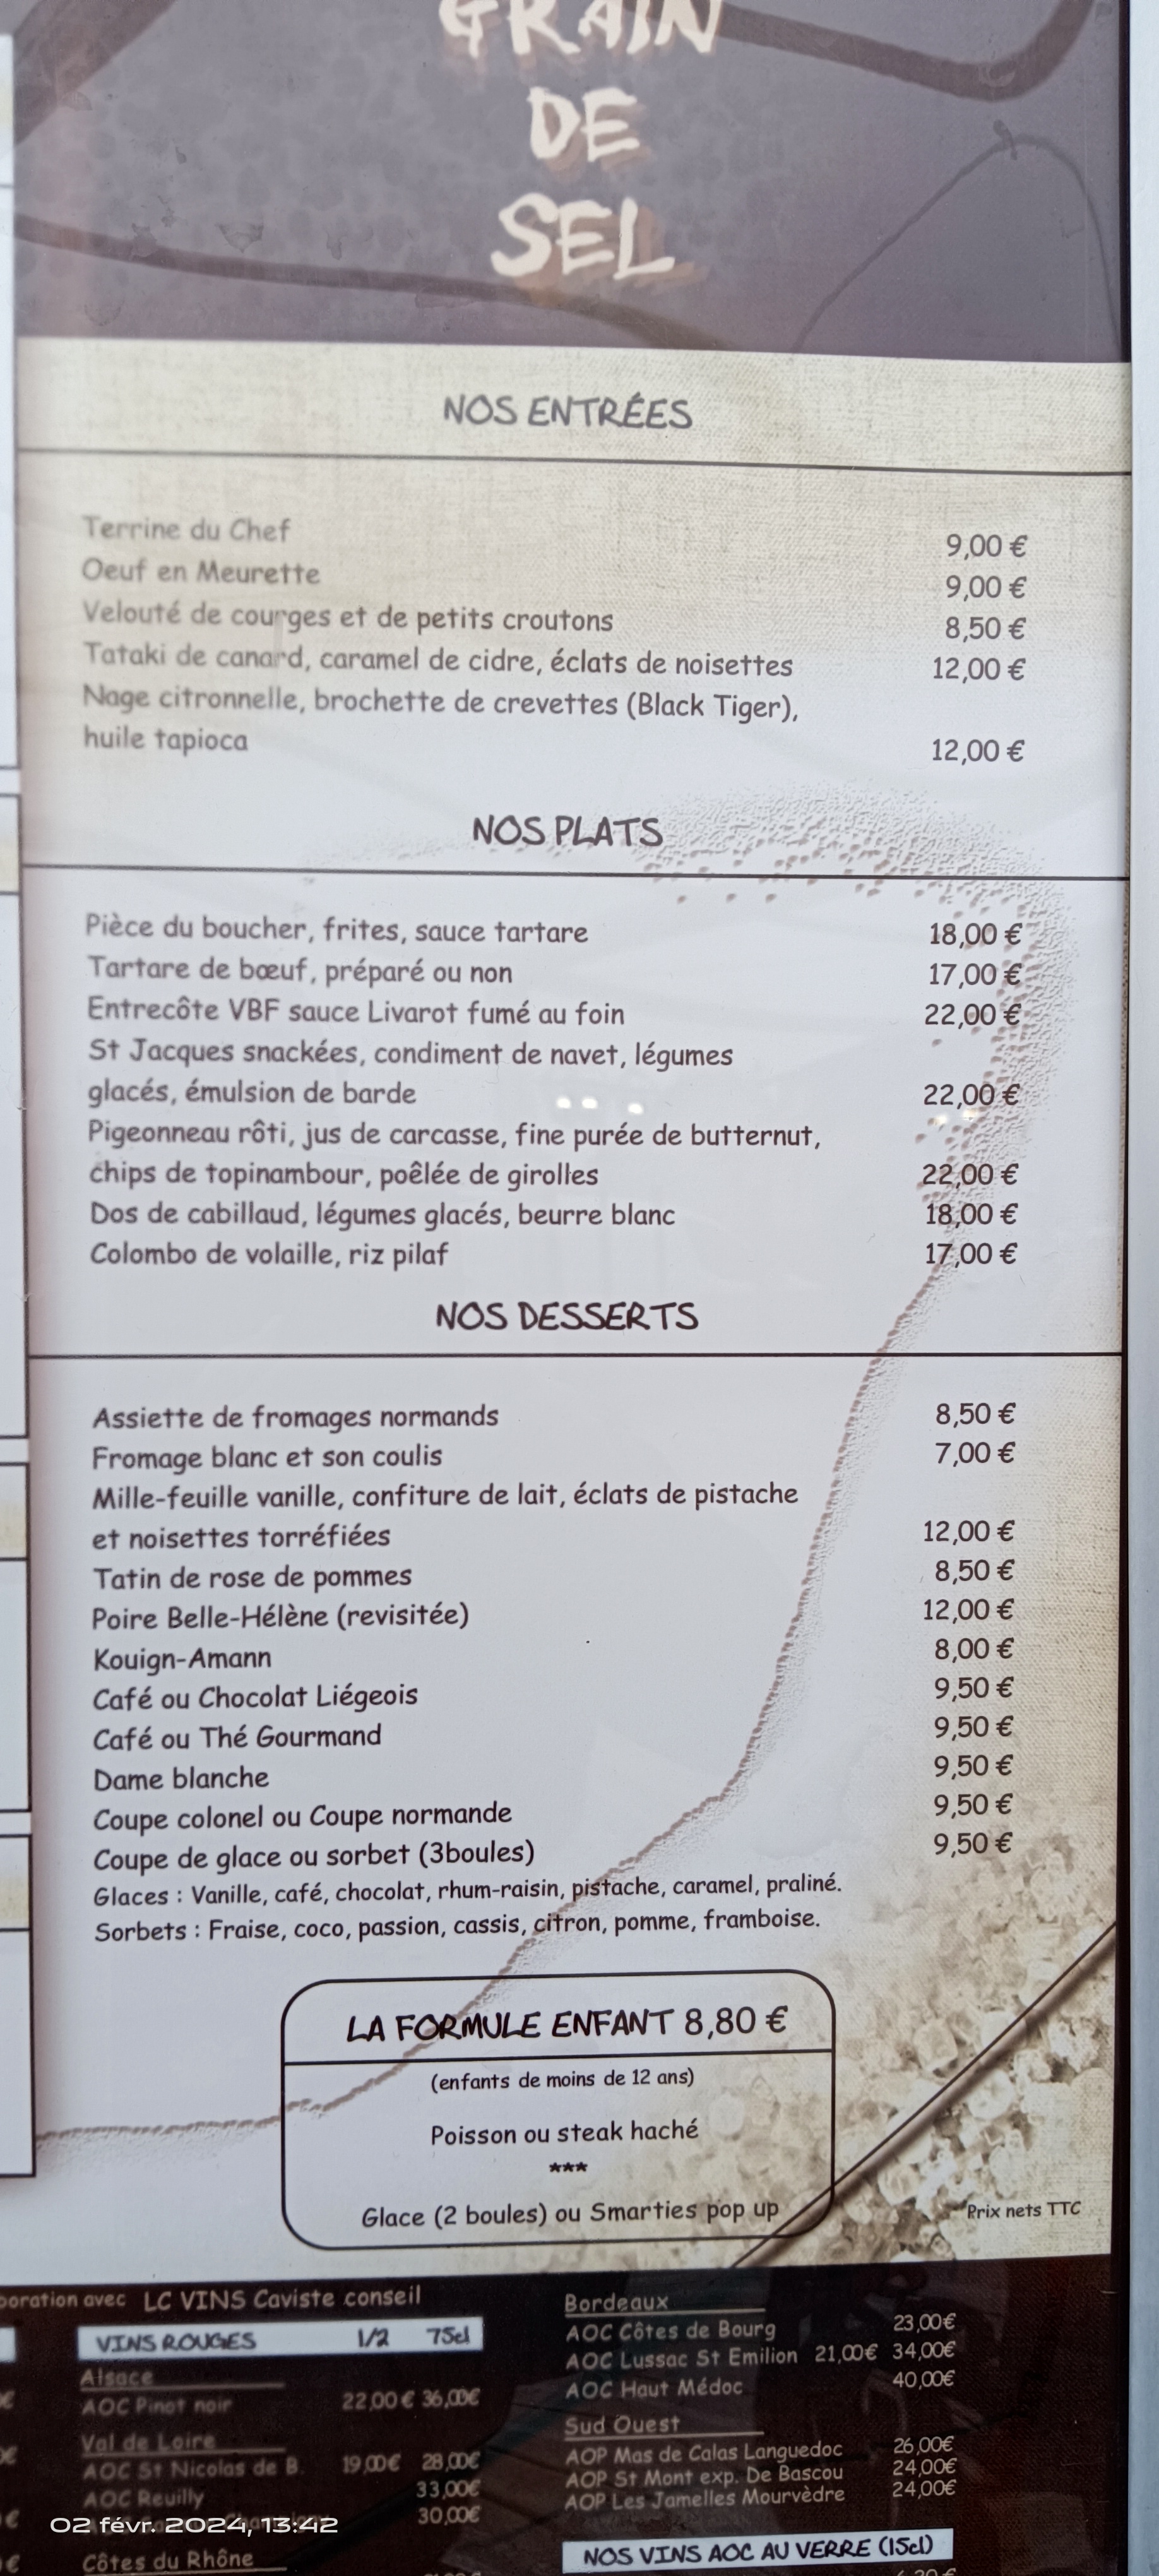 GRAIN
DE
SEL
NOS ENTRÉES
Terrine du Chef 9,00 €
Oeuf en Meurette 9,00 €
Velouté de courges et de petits croutons 8,50 €
Tataki de canard, caramel de cidre, éclats de noisettes 12,00 €
Nage citronnelle, brochette de crevettes (Black Tiger),
huile tapioca 12,00 €
NOS PLATS
Pièce du boucher, frites, sauce tartare 18,00 €
Tartare de bœuf, préparé ou non 17,00 €
Entrecôte VBF sauce Livarot fumé au foin 22,00 €
St Jacques snackées, condiment de navet, légumes
glacés, émulsion de barde 22,00 €
Pigeonneau rôti, jus de carcasse, fine purée de butternut,
chips de topinambour, poêlée de girolles 22,00 €
Dos de cabillaud, légumes glacés, beurre blanc 18,00 €
Colombo de volaille, riz pilaf 17,00 €
NOS DESSERTS
Assiette de fromages normands 8,50 €
Fromage blanc et son coulis 7,00 €
Mille-feuille vanille, confiture de lait, éclats de pistache
et noisettes torréfiées 12,00 €
Tatin de rose de pommes 8,50 €
Poire Belle-Hélène (revisitée) 12,00 €
Kouign-Amann 8,00 €
Café ou Chocolat Liégeois 9,50 €
Café ou Thé Gourmand 9,50 €
Dame blanche 9,50 €
Coupe colonel ou Coupe normande 9,50 €
Coupe de glace ou sorbet (3boules) 9,50 €
Glaces : Vanille, café, chocolat, rhum-raisin, pistache, caramel, praliné.
Sorbets : Fraise, coco, passion, cassis, citron, pomme, framboise.
LA FORMULE ENFANT 8,80 €
(enfants de moins de 12 ans)
Poisson ou steak haché
***
Glace (2 boules) ou Smarties pop up
Prix nets TTC
oration avec LC VINS Caviste conseil
VINS ROUGES 1/2 75cl
Alsace
AOC Pinot noir 22,00 € 36,00€
Val de Loire
AOC St Nicolas de B. 19,00€ 28,00€
AOC Reuilly 33,00€
30,00€
Côtes du Rhône
Bordeaux
AOC Côtes de Bourg 23,00€
AOC Lussac St Emilion 21,00€ 34,00€
AOC Haut Médoc 40,00€
Sud Ouest
AOP Mas de Calas Languedoc 26,00€
AOP St Mont exp. De Bascou 24,00€
AOP Les Jamelles Mourvèdre 24,00€
NOS VINS AOC AU VERRE (15cl)
02 févr. 2024, 13:42